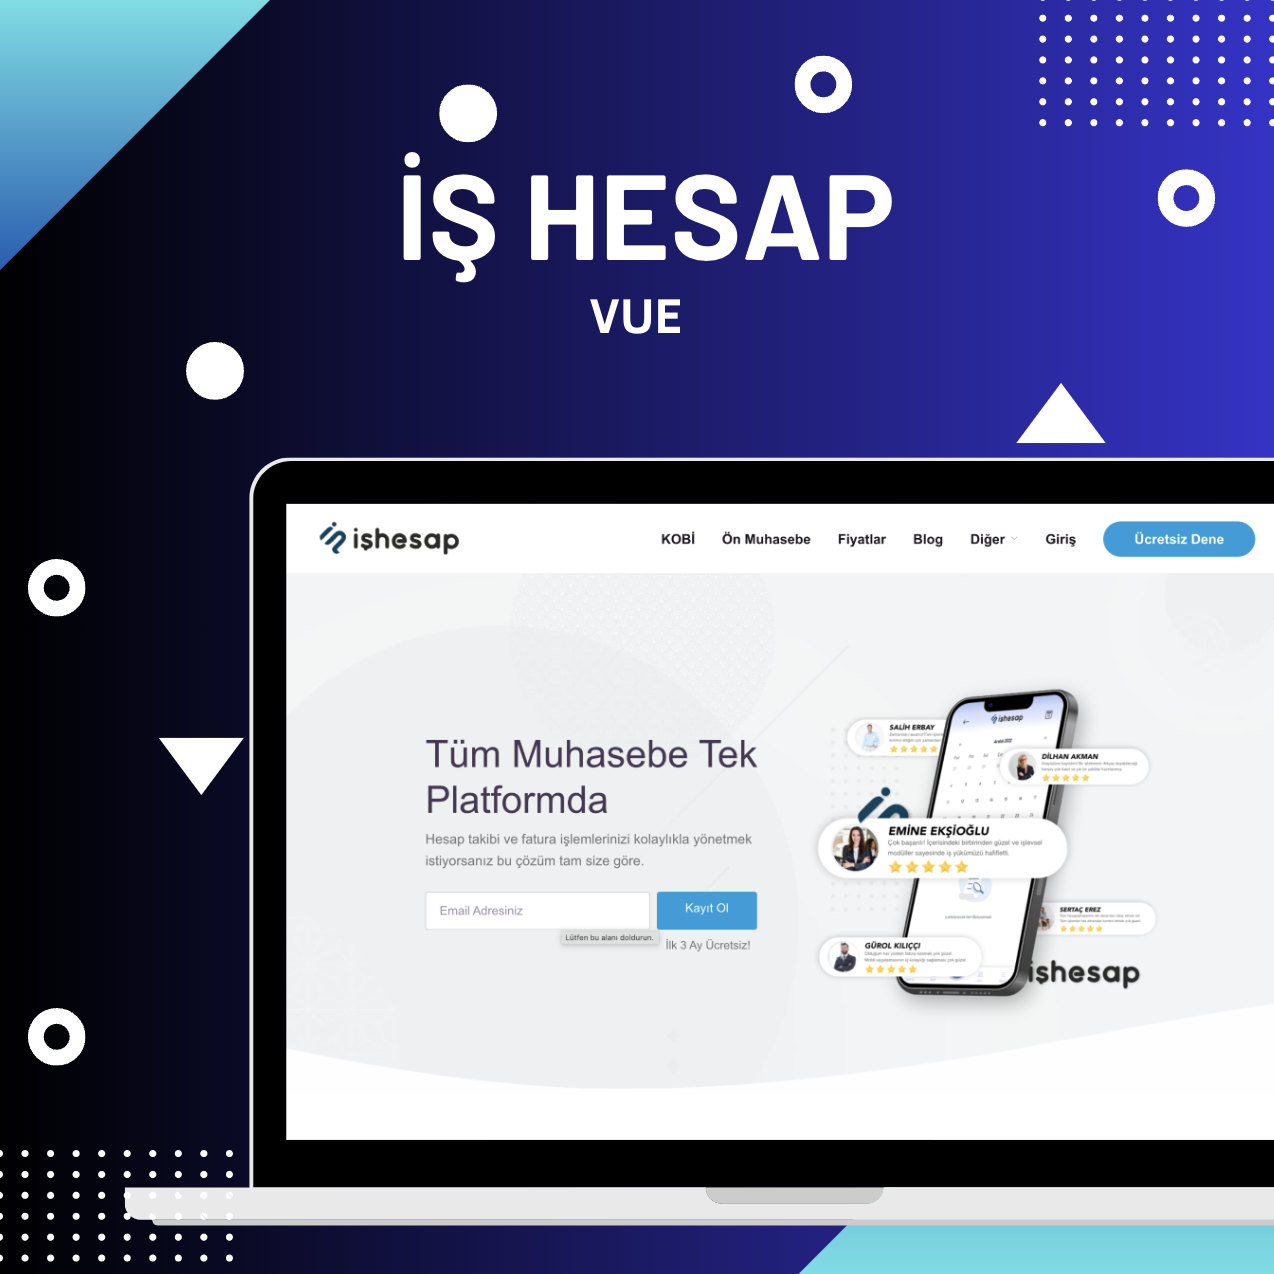 İŞ HESAP
VUE
işhesap
KOBİ Ön Muhasebe Fiyatlar Blog Diğer Giriş Ücretsiz Dene
Tüm Muhasebe Tek
Platformda
Hesap takibi ve fatura işlemlerinizi kolaylıkla yönetmek
istiyorsanız bu çözüm tam size göre.
Email Adresiniz
Kayıt Ol
Lütfen bu alanı doldurun.
İlk 3 Ay Ücretsiz!
işhesap
Aralık 2022
SALİH ERBAY
DİLHAN AKMAN
EMİNE EKŞİOĞLU
Çok başarılı! İçerisindeki birbirinden güzel ve işlevsel
modüller sayesinde iş yükümüzü hafifletti.
SERTAÇ EREZ
GÜROL KILIÇÇI
işhesap